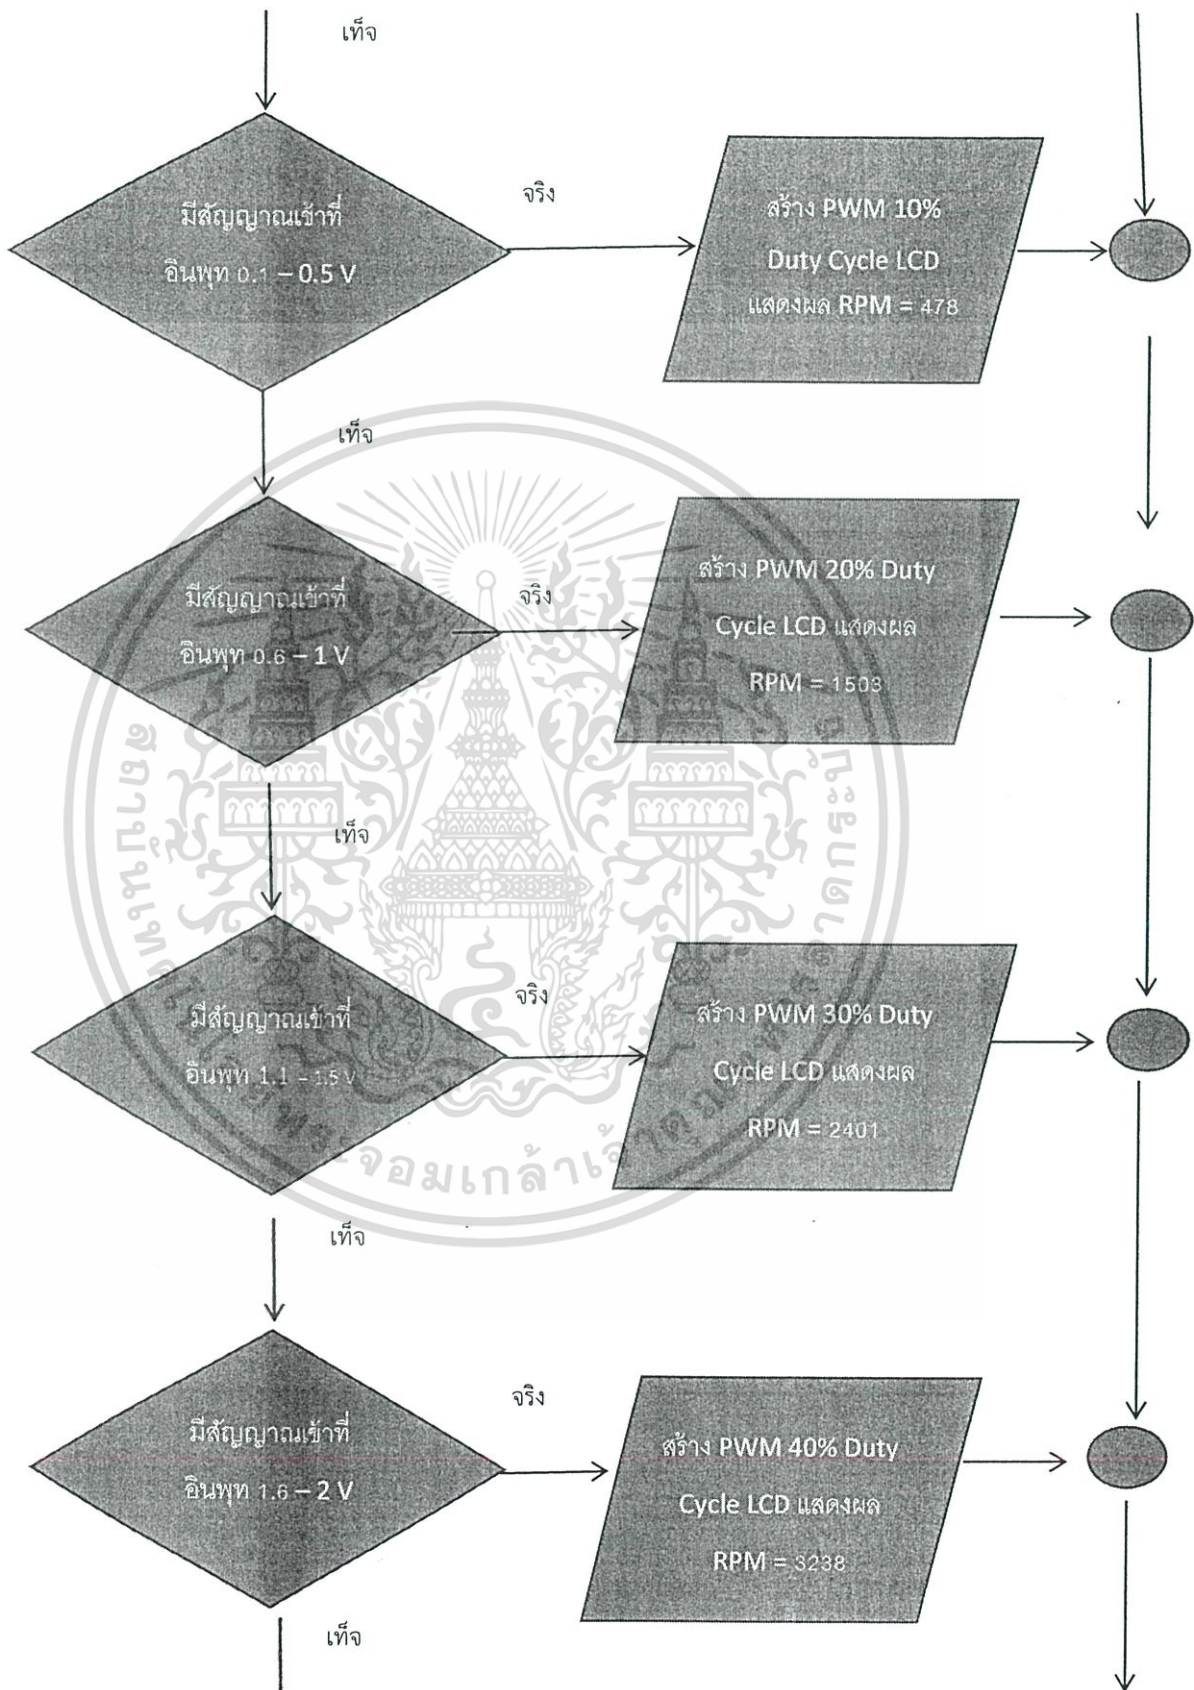 เท็จ
มีสัญญาณเข้าที่
อินพุท 0.1 – 0.5 V
จริง
สร้าง PWM 10%
Duty Cycle LCD
แสดงผล RPM = 478
เท็จ
มีสัญญาณเข้าที่
อินพุท 0.6 – 1 V
จริง
สร้าง PWM 20% Duty
Cycle LCD แสดงผล
RPM = 1503
เท็จ
มีสัญญาณเข้าที่
อินพุท 1.1 – 1.5 V
จริง
สร้าง PWM 30% Duty
Cycle LCD แสดงผล
RPM = 2401
เท็จ
มีสัญญาณเข้าที่
อินพุท 1.6 – 2 V
จริง
สร้าง PWM 40% Duty
Cycle LCD แสดงผล
RPM = 3238
เท็จ